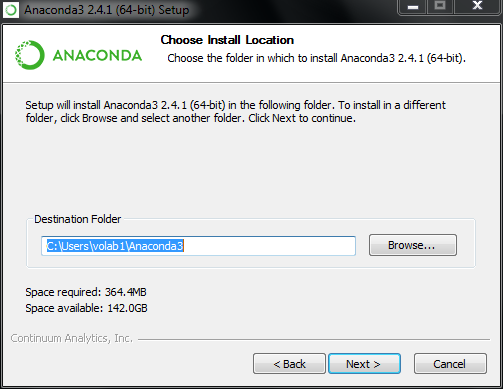 Anaconda3 2.4.1 (64-bit) Setup
ANACONDA
Choose Install Location
Choose the folder in which to install Anaconda3 2.4.1 (64-bit).
Setup will install Anaconda3 2.4.1 (64-bit) in the following folder. To install in a different
folder, click Browse and select another folder. Click Next to continue.
Destination Folder
C:\Users\volab1\Anaconda3
Browse...
Space required: 364.4MB
Space available: 142.0GB
Continuum Analytics, Inc.
< Back
Next >
Cancel